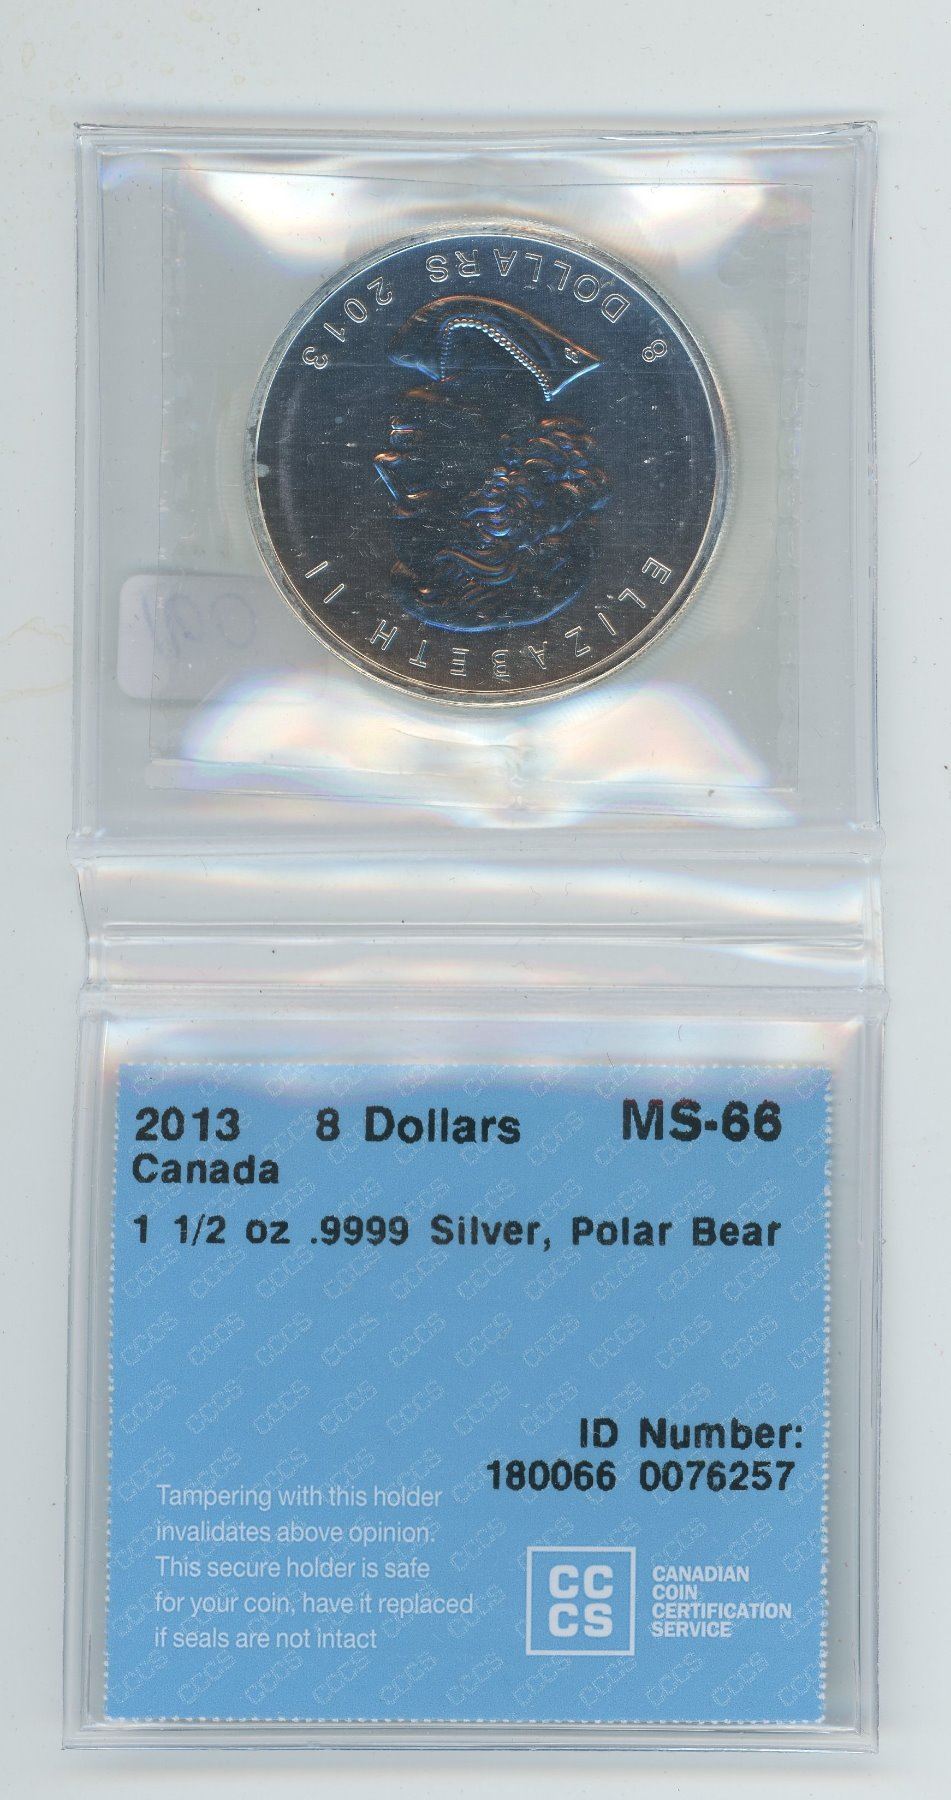 ELIZABETH II
8 DOLLARS 2013
2013 8 Dollars MS-66
Canada
1 1/2 oz .9999 Silver, Polar Bear
ID Number:
180066 0076257
Tampering with this holder
invalidates above opinion.
This secure holder is safe
for your coin, have it replaced
if seals are not intact
CC
CS
CANADIAN
COIN
CERTIFICATION
SERVICE